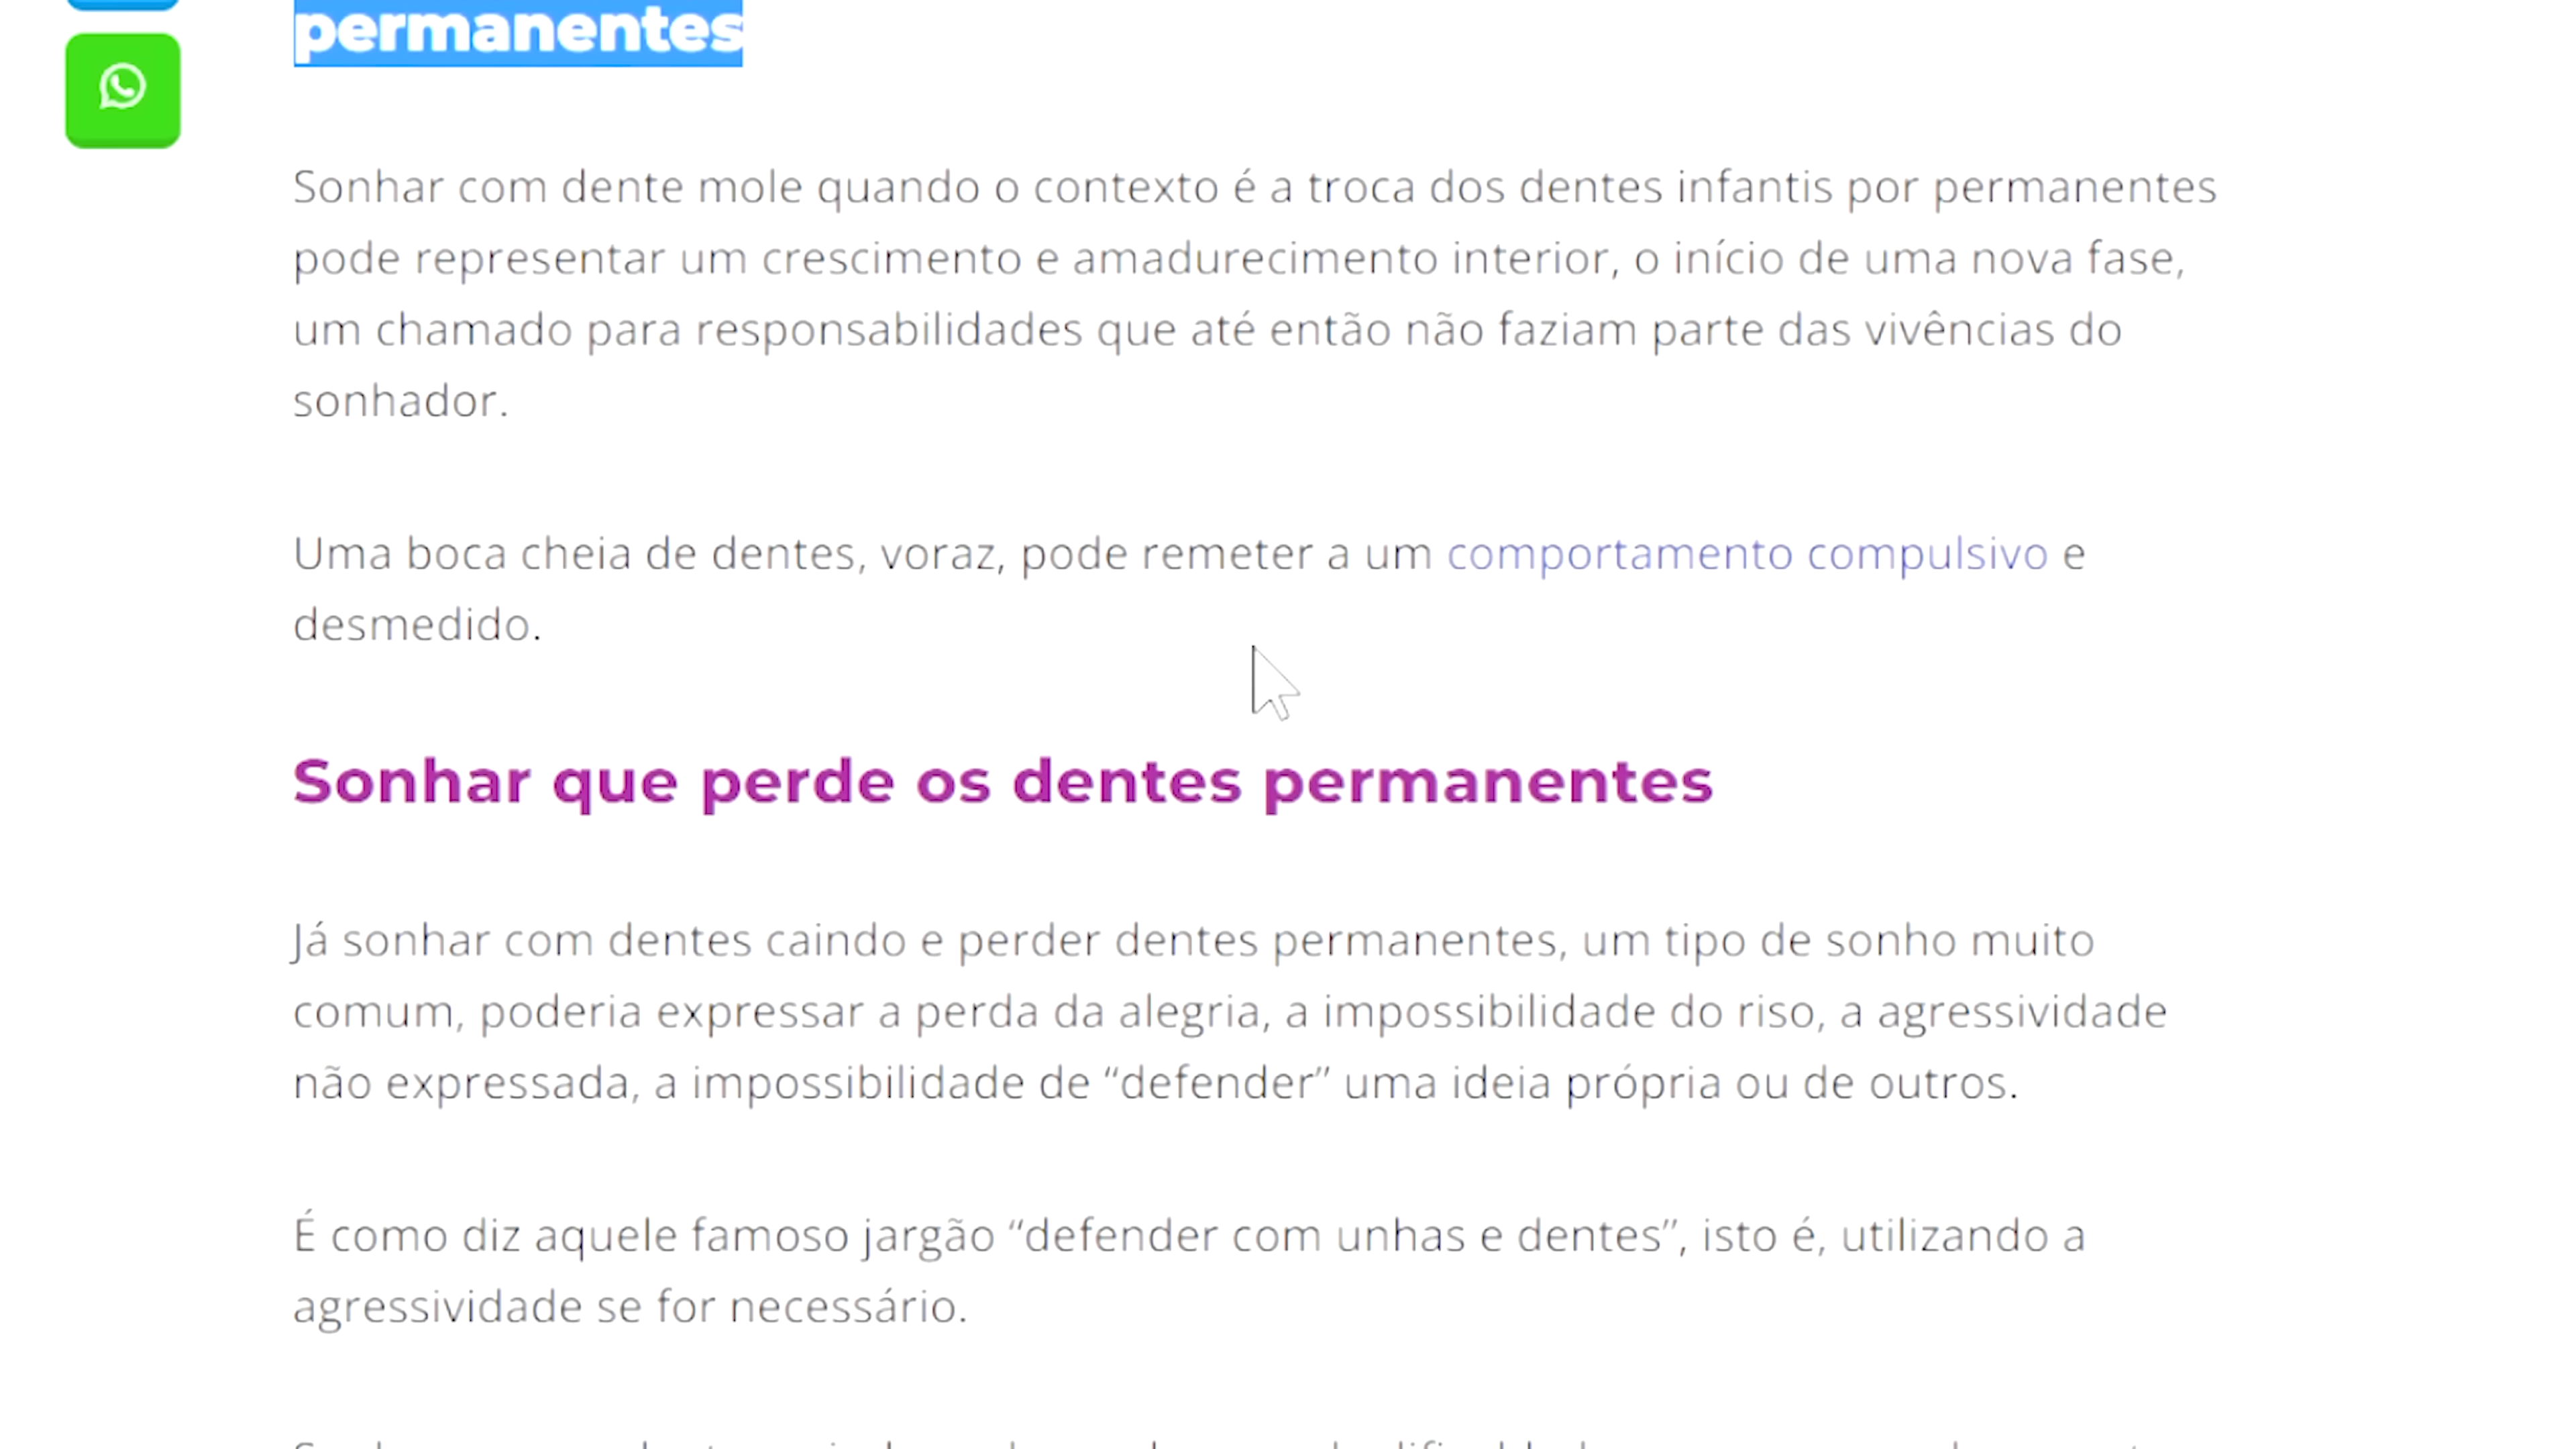 permanentes
Sonhar com dente mole quando o contexto é a troca dos dentes infantis por permanentes
pode representar um crescimento e amadurecimento interior, o início de uma nova fase,
um chamado para responsabilidades que até então não faziam parte das vivências do
sonhador.
Uma boca cheia de dentes, voraz, pode remeter a um comportamento compulsivo e
desmedido.
Sonhar que perde os dentes permanentes
Já sonhar com dentes caindo e perder dentes permanentes, um tipo de sonho muito
comum, poderia expressar a perda da alegria, a impossibilidade do riso, a agressividade
não expressada, a impossibilidade de “defender” uma ideia própria ou de outros.
É como diz aquele famoso jargão “defender com unhas e dentes”, isto é, utilizando a
agressividade se for necessário.